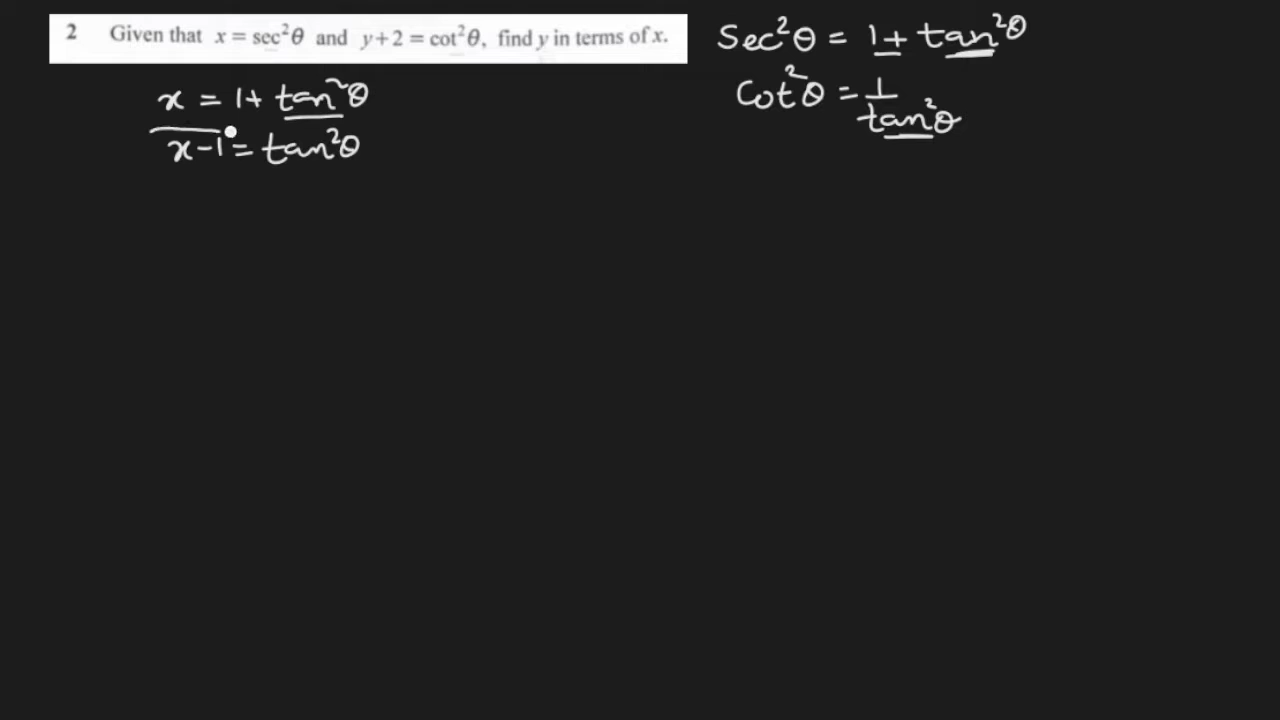 2 Given that x = sec²θ and y+2 = cot²θ, find y in terms of x.
Sec²θ = 1+ tan²θ
x = 1+ tan²θ
cot²θ = 1/tan²θ
x-1 = tan²θ